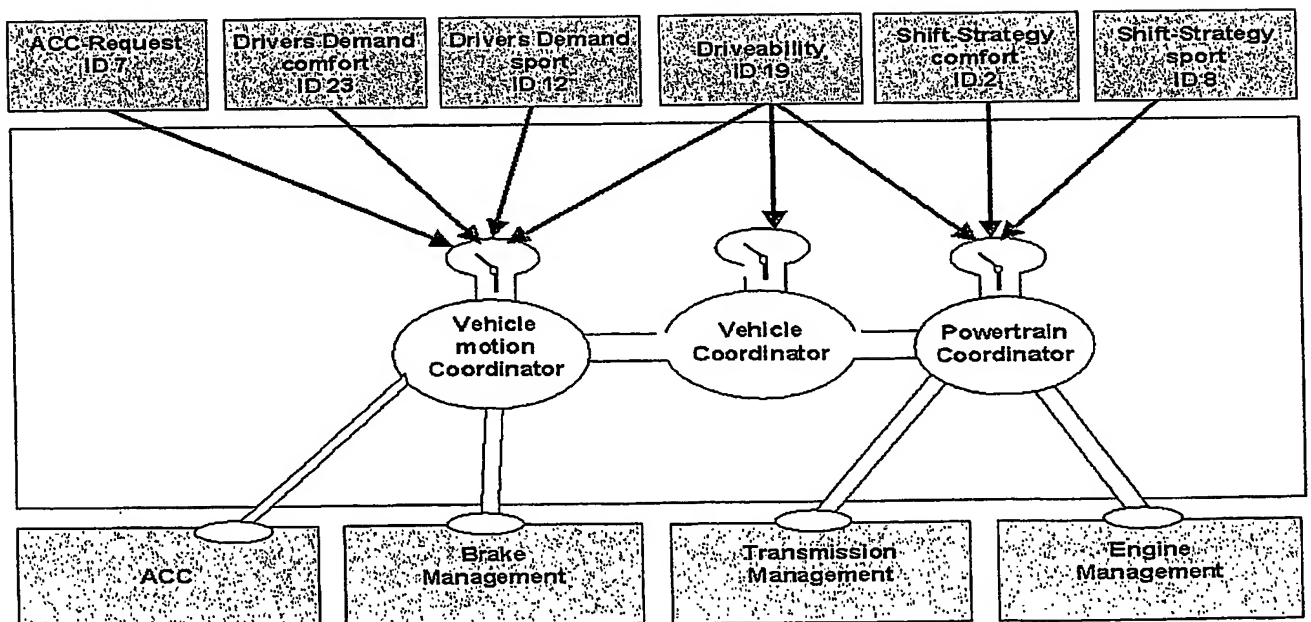 ACC-Request
ID 7
Drivers Demand
comfort
ID 23
Drivers Demand
sport
ID 12
Driveability
ID 19
Shift-Strategy
comfort
ID 2
Shift-Strategy
sport
ID 8
Vehicle
motion
Coordinator
Vehicle
Coordinator
Powertrain
Coordinator
ACC
Brake
Management
Transmission
Management
Engine
Management